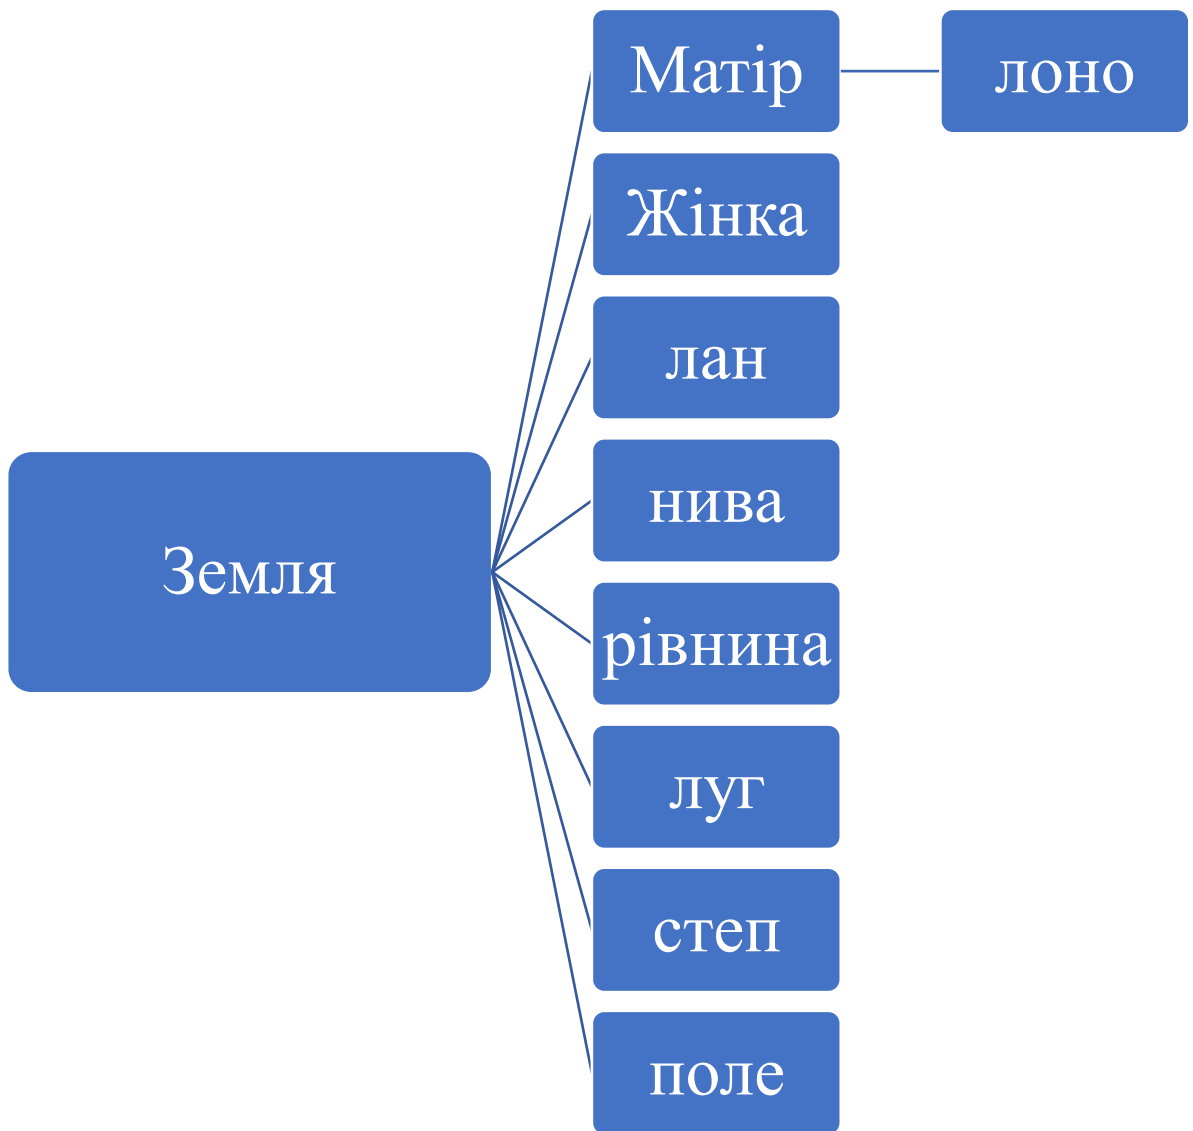 Земля
Матір
лоно
Жінка
лан
нива
рівнина
луг
степ
поле